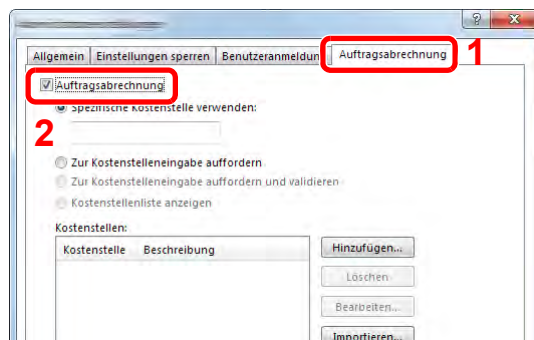 Allgemein Einstellungen sperren Benutzeranmeldun Auftragsabrechnung 1
Auftragsabrechnung
Spezifische Kostenstelle verwenden:
2
Zur Kostenstelleneingabe auffordern
Zur Kostenstelleneingabe auffordern und validieren
Kostenstellenliste anzeigen
Kostenstellen:
Kostenstelle Beschreibung Hinzufügen...
Löschen
Bearbeiten...
Importieren...